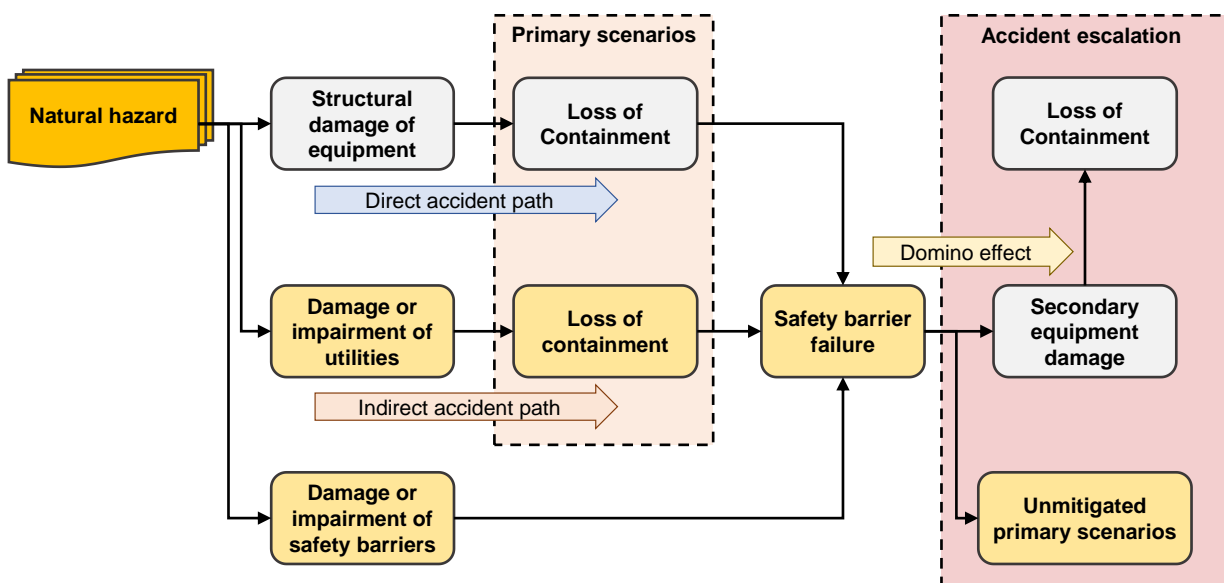 Primary scenarios
Accident escalation
Natural hazard
Structural
damage of
equipment
Loss of
Containment
Loss of
Containment
Direct accident path
Domino effect
Damage or
impairment of
utilities
Loss of
containment
Safety barrier
failure
Secondary
equipment
damage
Indirect accident path
Damage or
impairment of
safety barriers
Unmitigated
primary scenarios